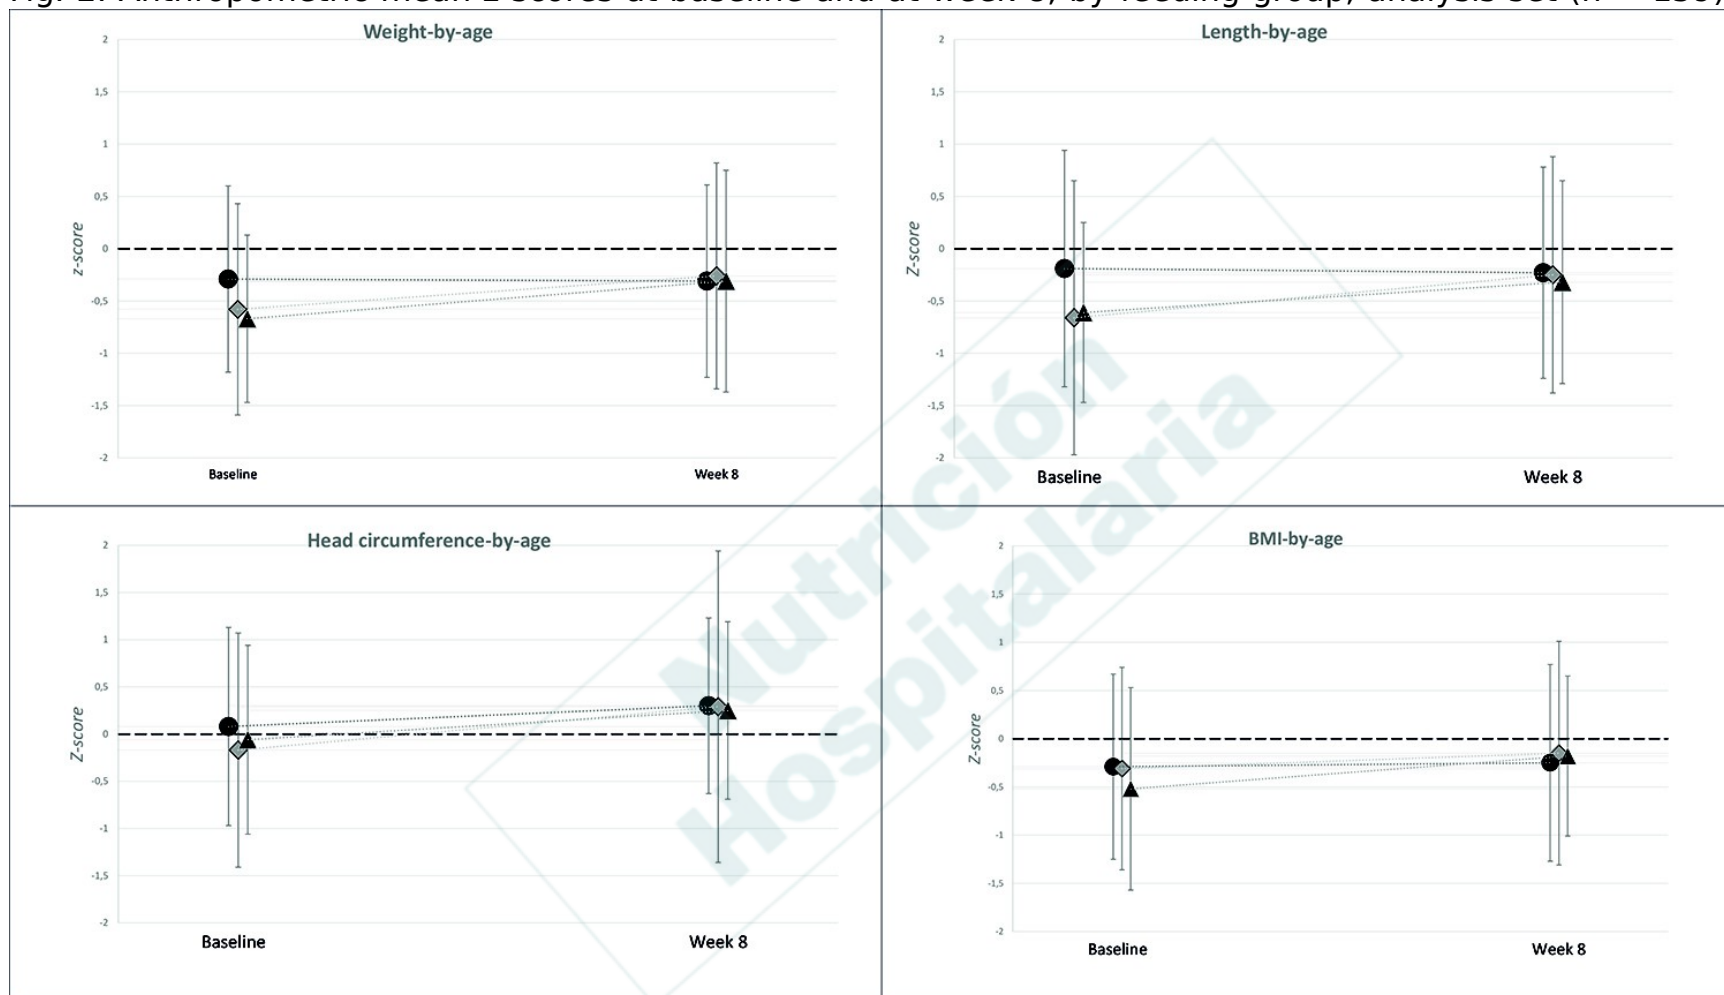 Weight-by-age
2
1,5
1
0,5
0
-0,5
-1
-1,5
-2
z-score
Baseline
Week 8
Length-by-age
2
1,5
1
0,5
0
-0,5
-1
-1,5
-2
Z-score
Baseline
Week 8
Head circumference-by-age
2
1,5
1
0,5
0
-0,5
-1
-1,5
-2
Z-score
Baseline
Week 8
BMI-by-age
2
1,5
1
0,5
0
-0,5
-1
-1,5
-2
Z-score
Baseline
Week 8
Nutrición
Hospitalaria